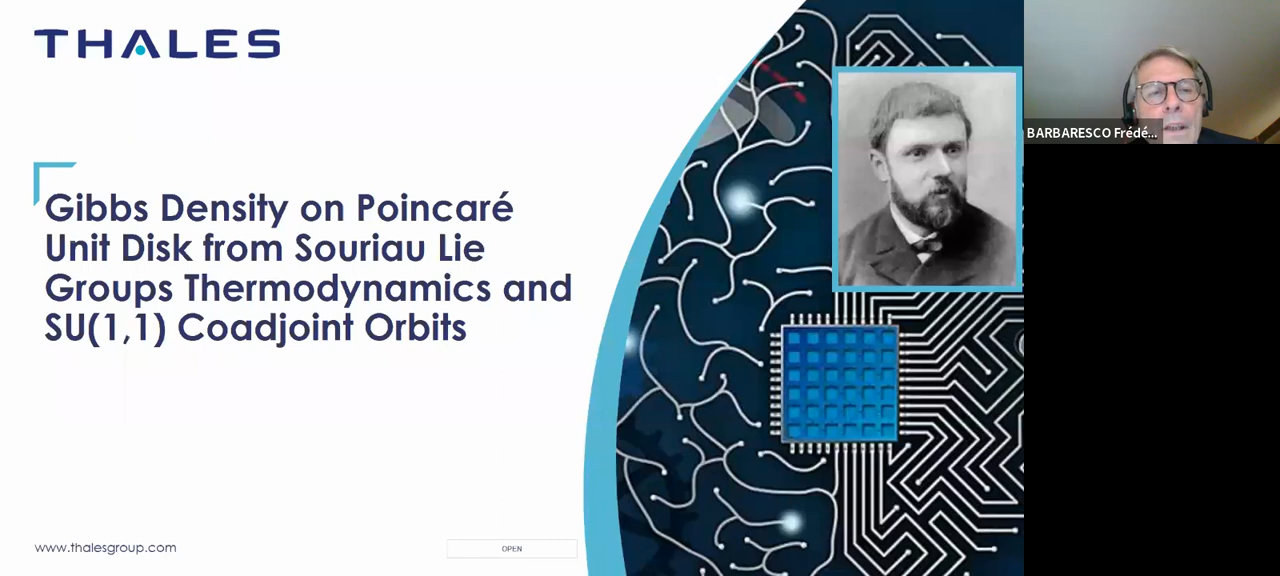 THALES
Gibbs Density on Poincaré
Unit Disk from Souriau Lie
Groups Thermodynamics and
SU(1,1) Coadjoint Orbits
www.thalesgroup.com
OPEN
BARBARESCO Frédé...